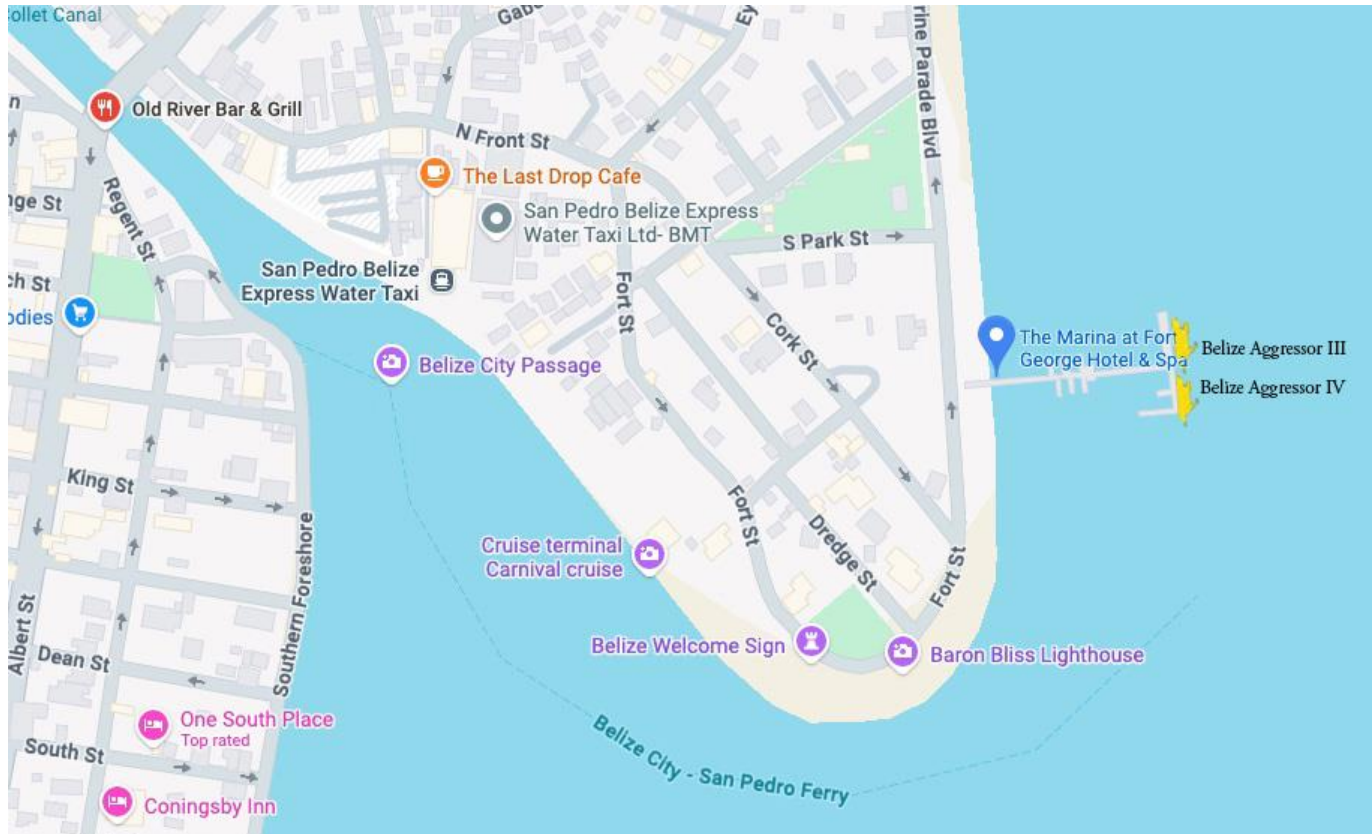 ollet Canal
Old River Bar & Grill
N Front St
The Last Drop Cafe
San Pedro Belize Express
Water Taxi Ltd- BMT
San Pedro Belize
Express Water Taxi
rine Parade Blvd
S Park St
Regent St
nge St
ch St
odies
Fort St
Cork St
The Marina at Fort
George Hotel & Spa
Belize Aggressor III
Belize Aggressor IV
Belize City Passage
King St
Fort St
Cruise terminal
Carnival cruise
Dredge St
Fort St
Southern Foreshore
Albert St
Dean St
Belize Welcome Sign
Baron Bliss Lighthouse
One South Place
Top rated
South St
Coningsby Inn
Belize City - San Pedro Ferry